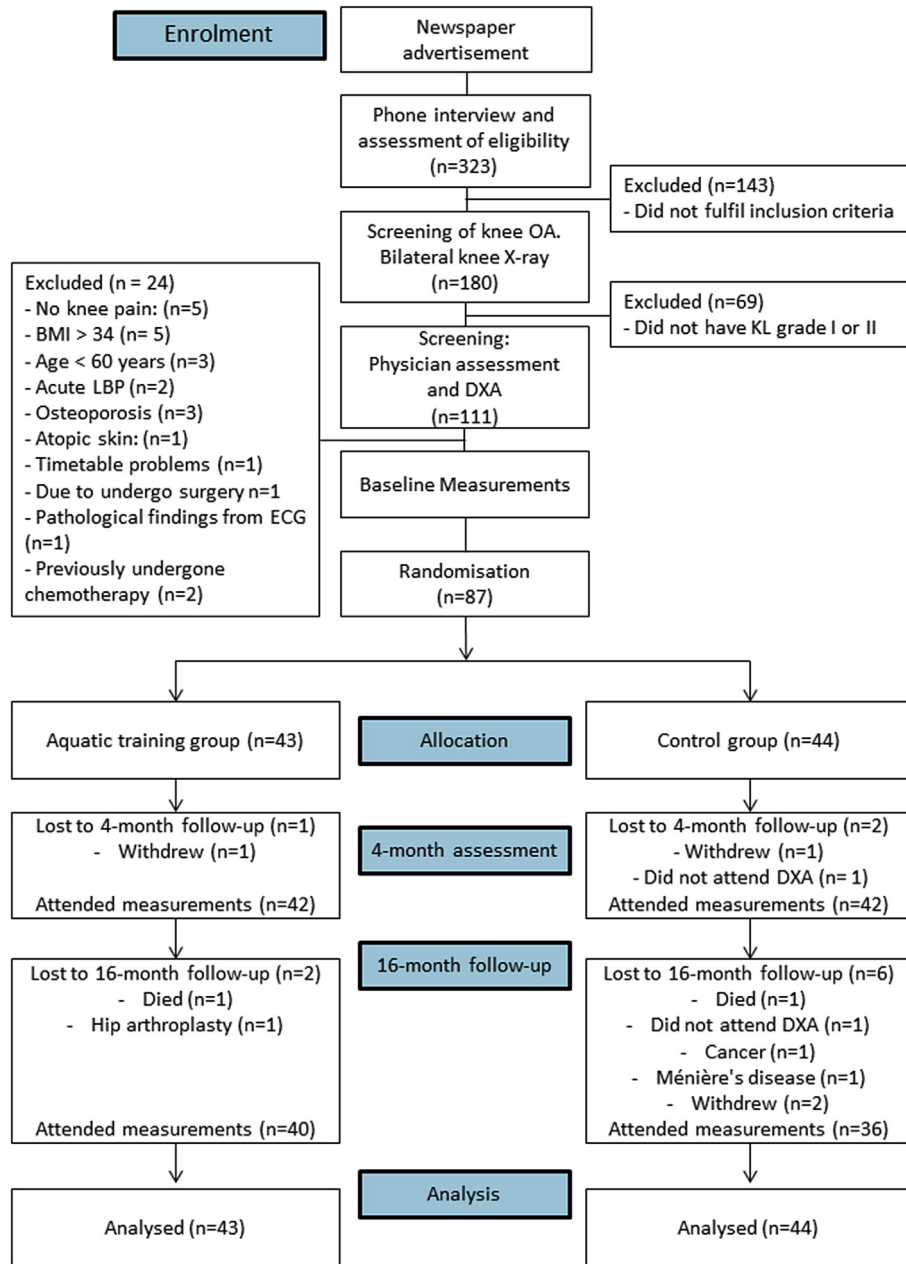 Enrolment
Newspaper
advertisement
Phone interview and
assessment of eligibility
(n=323)
Excluded (n=143)
- Did not fulfil inclusion criteria
Screening of knee OA.
Bilateral knee X-ray
(n=180)
Excluded (n=69)
- Did not have KL grade I or II
Screening:
Physician assessment
and DXA
(n=111)
Excluded (n = 24)
- No knee pain: (n=5)
- BMI > 34 (n= 5)
- Age < 60 years (n=3)
- Acute LBP (n=2)
- Osteoporosis (n=3)
- Atopic skin: (n=1)
- Timetable problems (n=1)
- Due to undergo surgery n=1
- Pathological findings from ECG
(n=1)
- Previously undergone
chemotherapy (n=2)
Baseline Measurements
Randomisation
(n=87)
Aquatic training group (n=43)
Allocation
Control group (n=44)
Lost to 4-month follow-up (n=1)
- Withdrew (n=1)
Attended measurements (n=42)
4-month assessment
Lost to 4-month follow-up (n=2)
- Withdrew (n=1)
- Did not attend DXA (n= 1)
Attended measurements (n=42)
Lost to 16-month follow-up (n=2)
- Died (n=1)
- Hip arthroplasty (n=1)
Attended measurements (n=40)
16-month follow-up
Lost to 16-month follow-up (n=6)
- Died (n=1)
- Did not attend DXA (n=1)
- Cancer (n=1)
- Ménière's disease (n=1)
- Withdrew (n=2)
Attended measurements (n=36)
Analysed (n=43)
Analysis
Analysed (n=44)